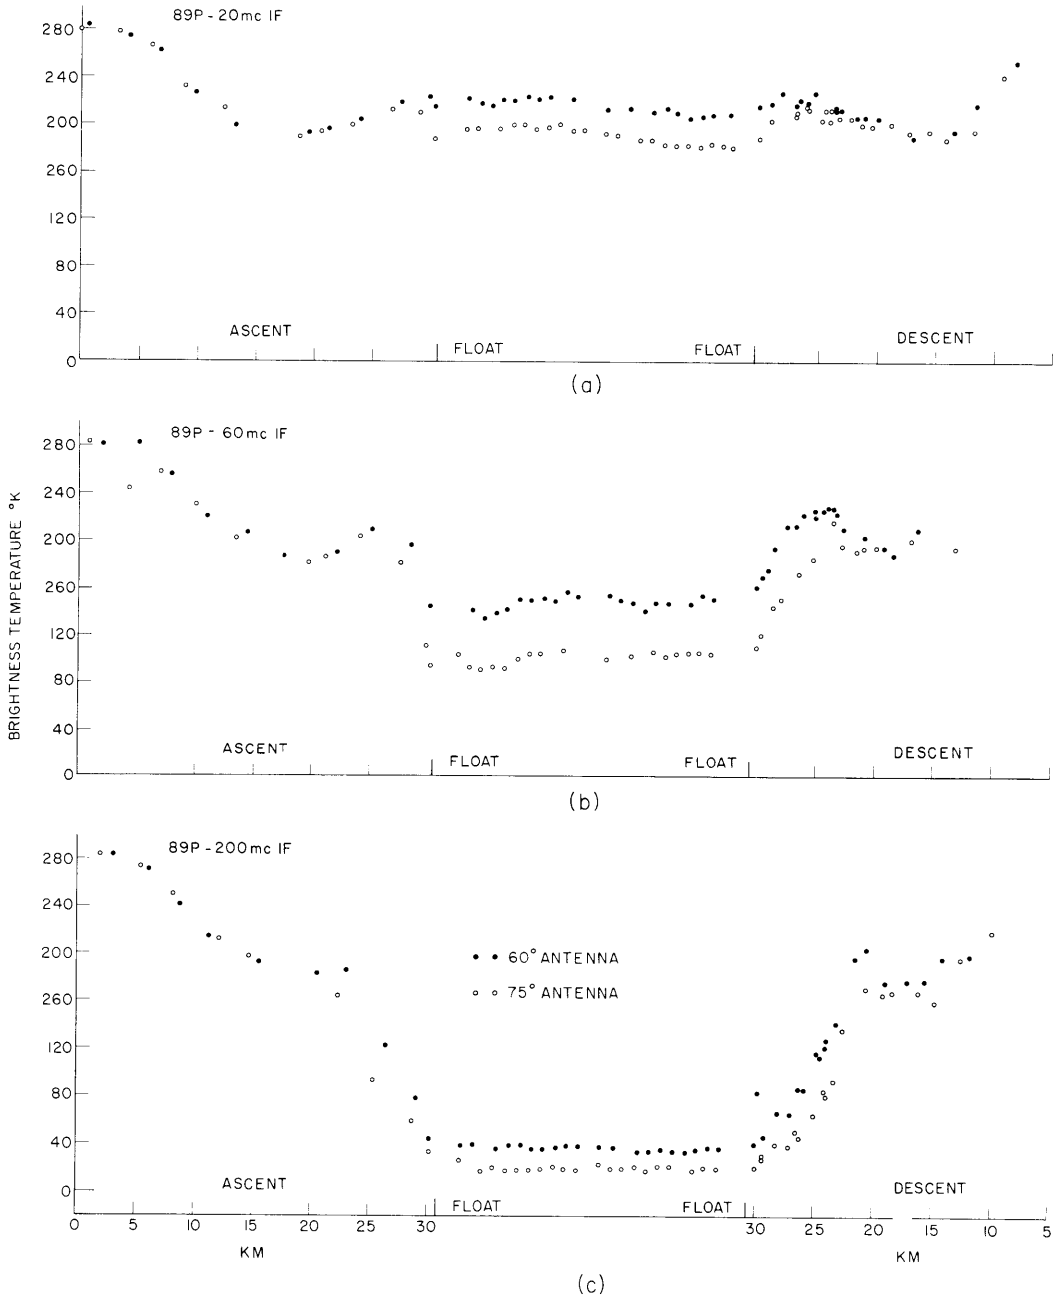 89P - 20mc IF
280
240
200
260
120
80
40
0
ASCENT
FLOAT
FLOAT
DESCENT
(a)
BRIGHTNESS TEMPERATURE °K
89P - 60mc IF
280
240
200
260
120
80
40
0
ASCENT
FLOAT
FLOAT
DESCENT
(b)
89P - 200mc IF
280
240
200
260
120
80
40
0
60° ANTENNA
75° ANTENNA
ASCENT
FLOAT
FLOAT
DESCENT
0 5 10 15 20 25 30 30 25 20 15 10 5
KM KM
(c)